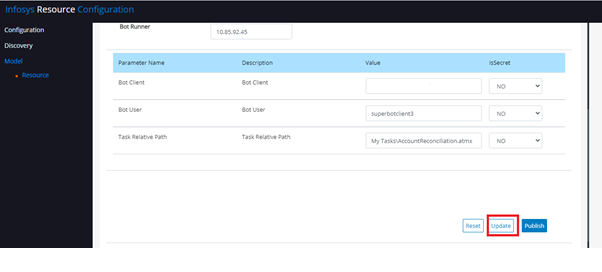 Infosys Resource Configuration
Configuration
Discovery
Model
Resource
Bot Runner
10.85.92.45
Parameter Name Description Value IsSecret
Bot Client Bot Client NO
Bot User Bot User superbotclient3 NO
Task Relative Path Task Relative Path My Tasks\AccountReconciliation.atmx NO
Reset Update Publish